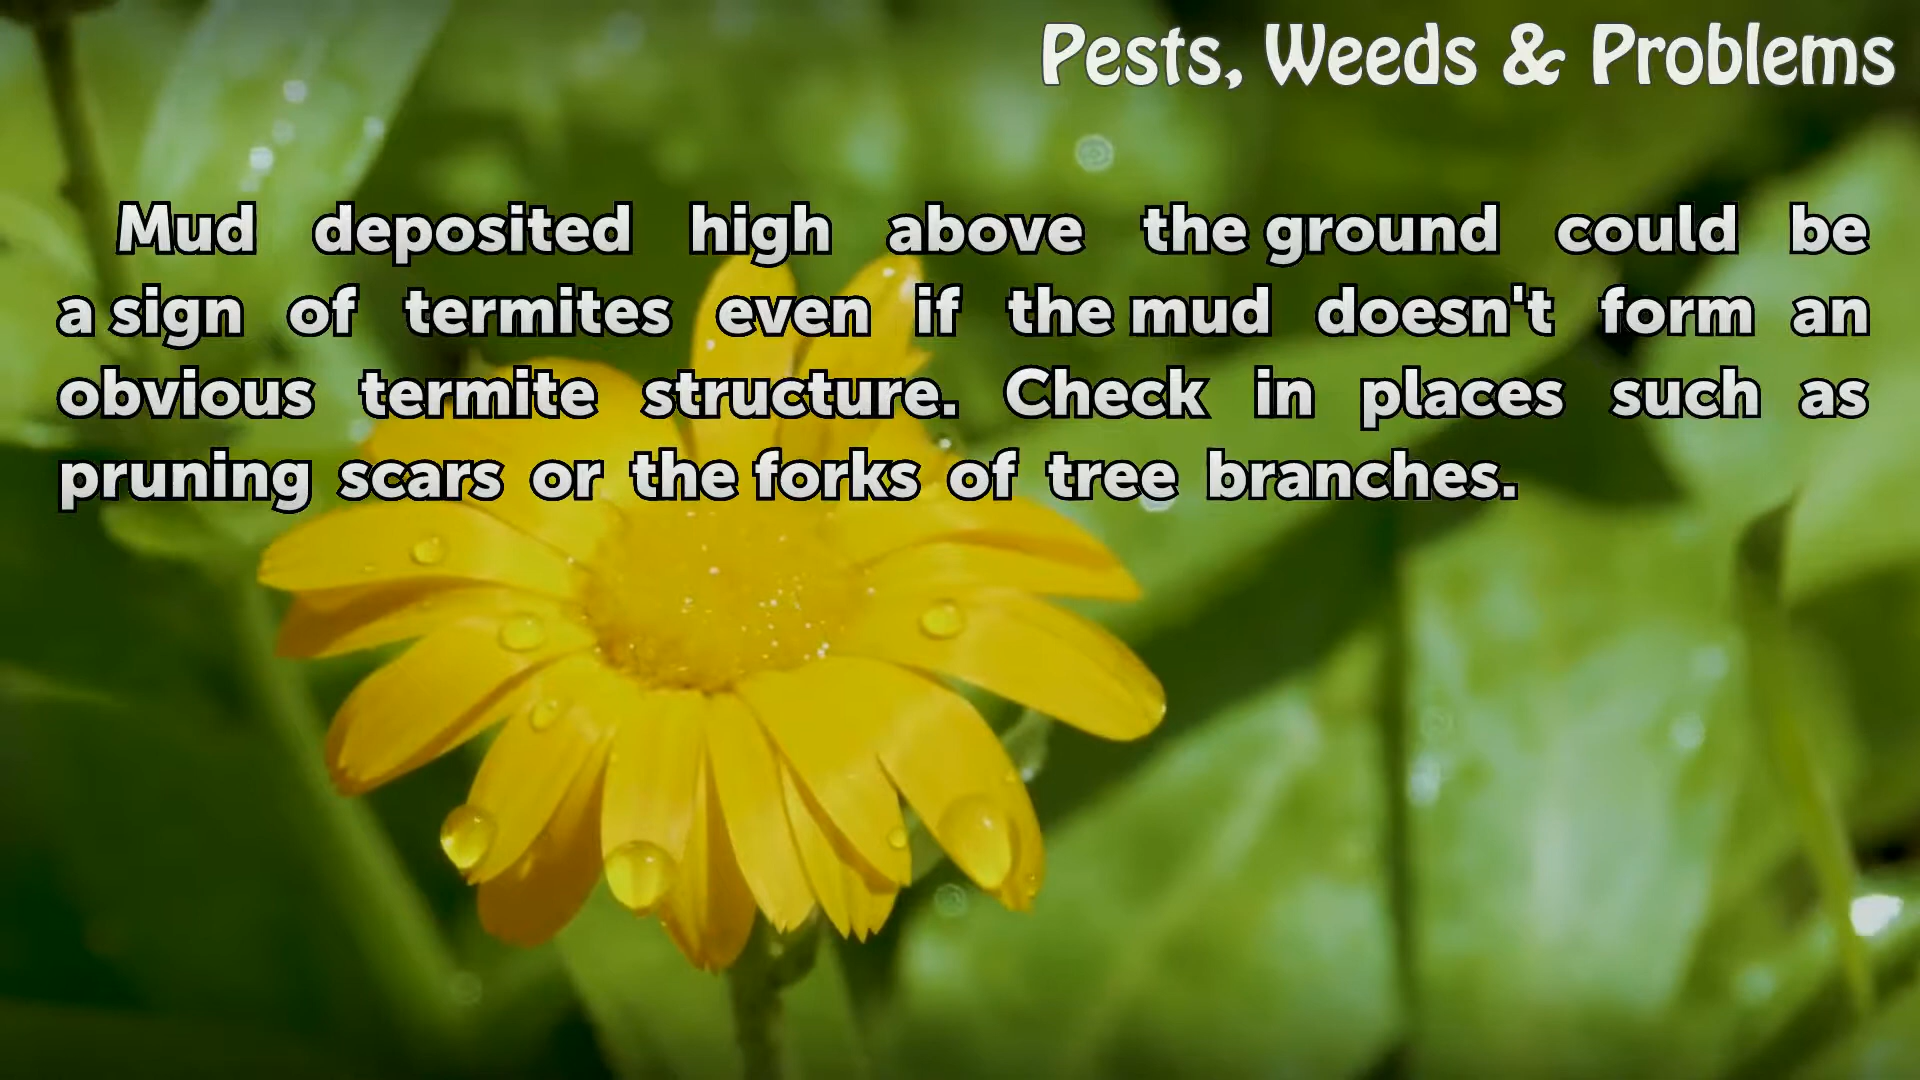 Pests, Weeds & Problems
Mud deposited high above the ground could be
a sign of termites even if the mud doesn't form an
obvious termite structure. Check in places such as
pruning scars or the forks of tree branches.